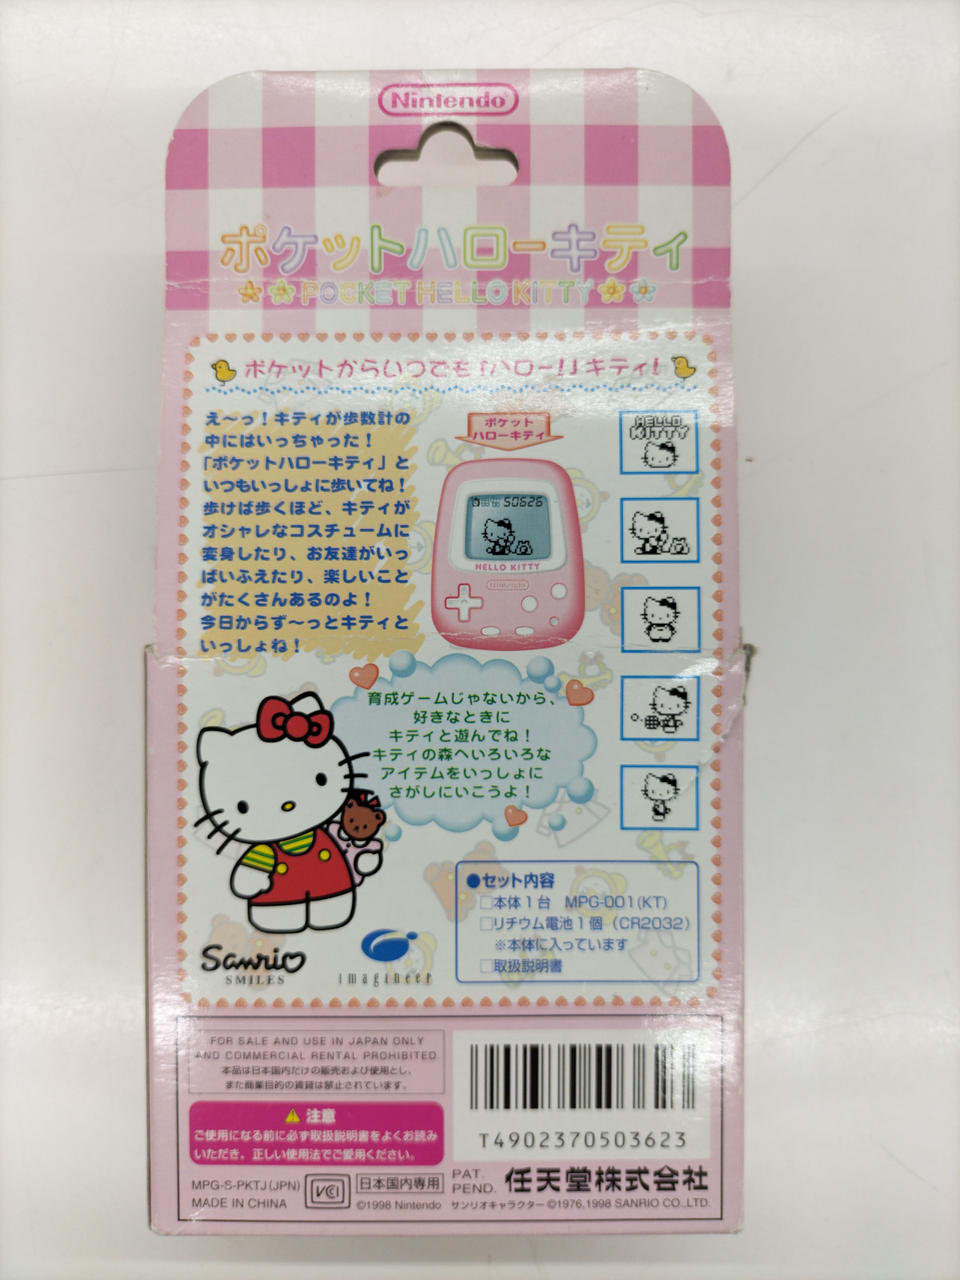 Nintendo
ポケットハローキティ
POCKET HELLO KITTY
ポケットからいつでも「ハロー!」キティ!
え〜っ!キティが歩数計の
中にはいっちゃった!
「ポケットハローキティ」と
いつもいっしょに歩いてね!
歩けば歩くほど、キティが
オシャレなコスチュームに
変身したり、お友達がいっ
ぱいふえたり、楽しいこと
がたくさんあるのよ!
今日からず〜っとキティと
いっしょね!
ポケット
ハローキティ
50626
HELLO KITTY
Nintendo
HELLO
KITTY
育成ゲームじゃないから、
好きなときに
キティと遊んでね!
キティの森へいろいろな
アイテムをいっしょに
さがしにいこうよ!
●セット内容
□本体1台 MPG-001(KT)
□リチウム電池1個(CR2032)
※本体に入っています
□取扱説明書
Sanrio
SMILES
imagineer
FOR SALE AND USE IN JAPAN ONLY
AND COMMERCIAL RENTAL PROHIBITED.
本品は日本国内だけの販売および使用とし、
また商業目的の賃貸は禁止されています。
注意
ご使用になる前に必ず取扱説明書をよくお読み
いただき、正しい使用法でご愛用ください。
T4902370503623
MPG-S-PKTJ(JPN)
MADE IN CHINA
VCI
日本国内専用
©1998 Nintendo
PAT.
PEND.
任天堂株式会社
サンリオキャラクター ©1976,1998 SANRIO CO.,LTD.